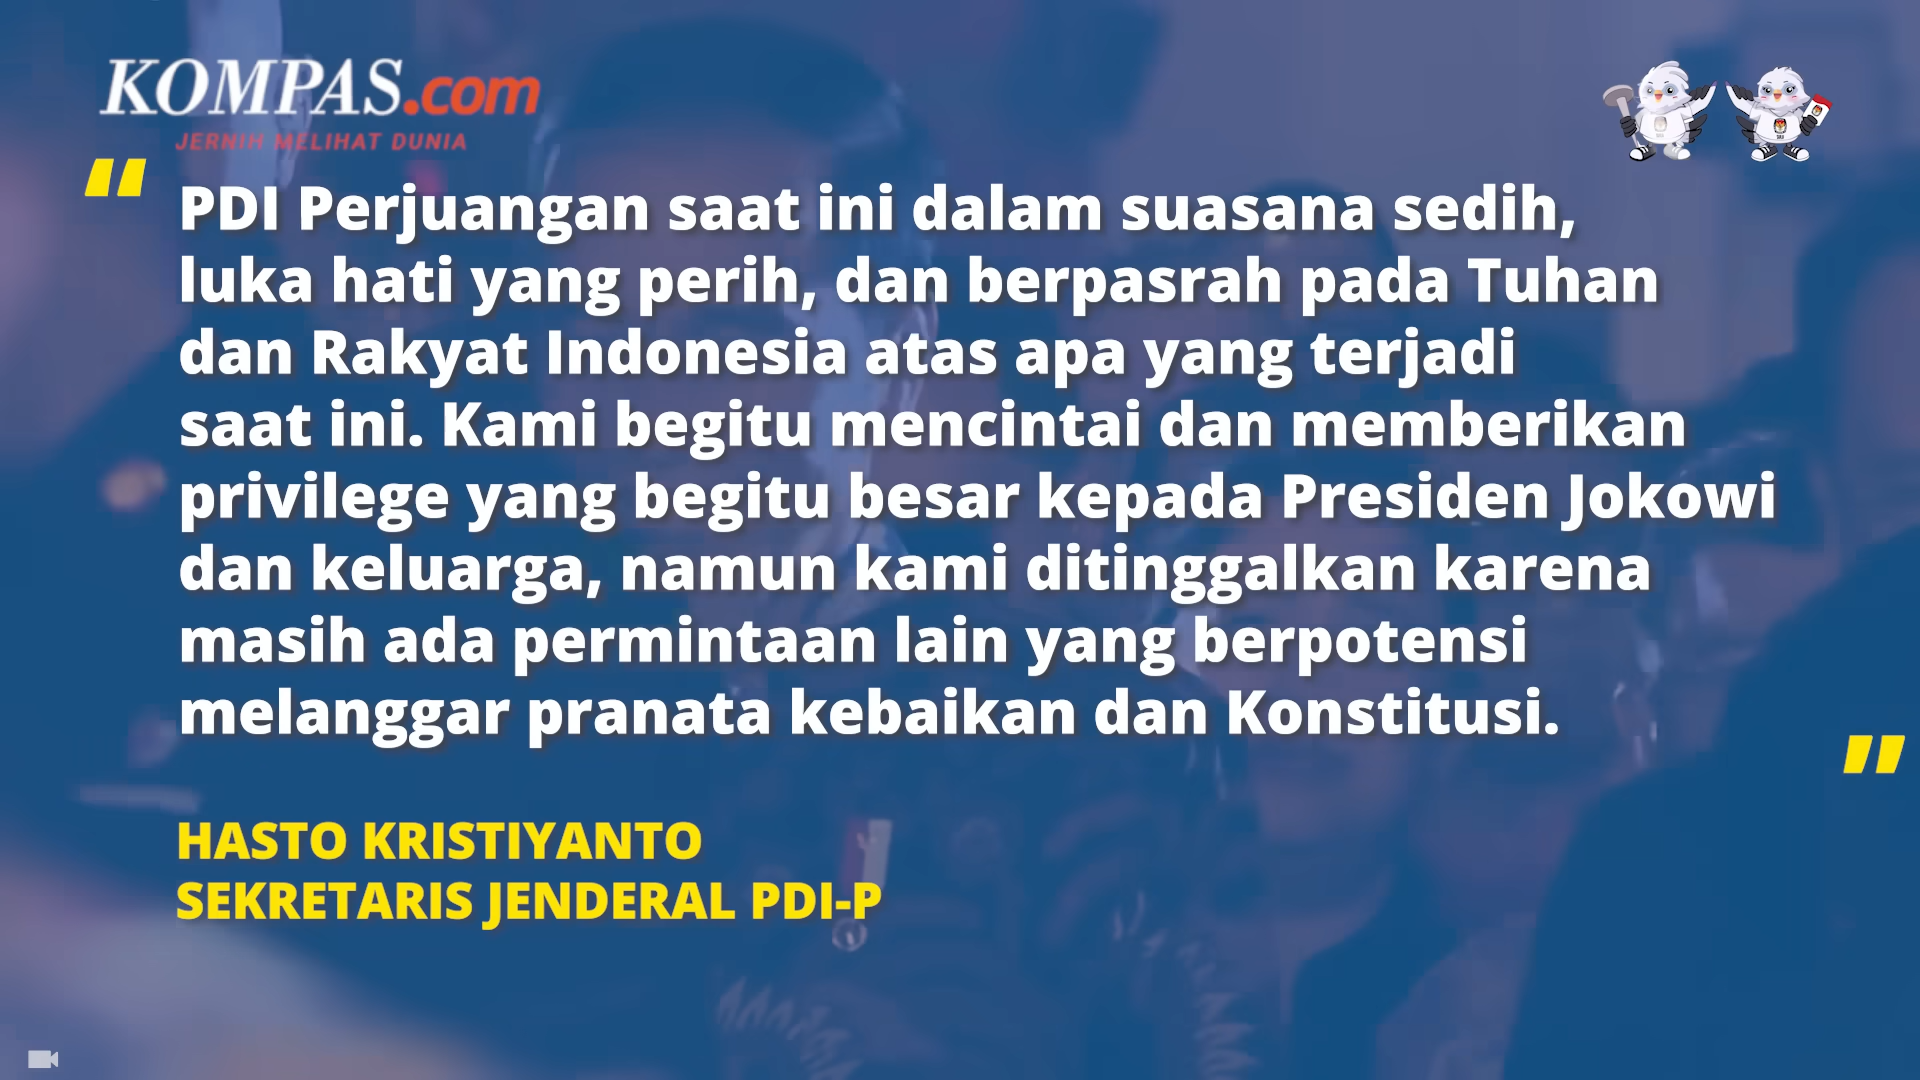 KOMPAS.com
JERNIH MELIHAT DUNIA
“
PDI Perjuangan saat ini dalam suasana sedih,
luka hati yang perih, dan berpasrah pada Tuhan
dan Rakyat Indonesia atas apa yang terjadi
saat ini. Kami begitu mencintai dan memberikan
privilege yang begitu besar kepada Presiden Jokowi
dan keluarga, namun kami ditinggalkan karena
masih ada permintaan lain yang berpotensi
melanggar pranata kebaikan dan Konstitusi.
”
HASTO KRISTIYANTO
SEKRETARIS JENDERAL PDI-P